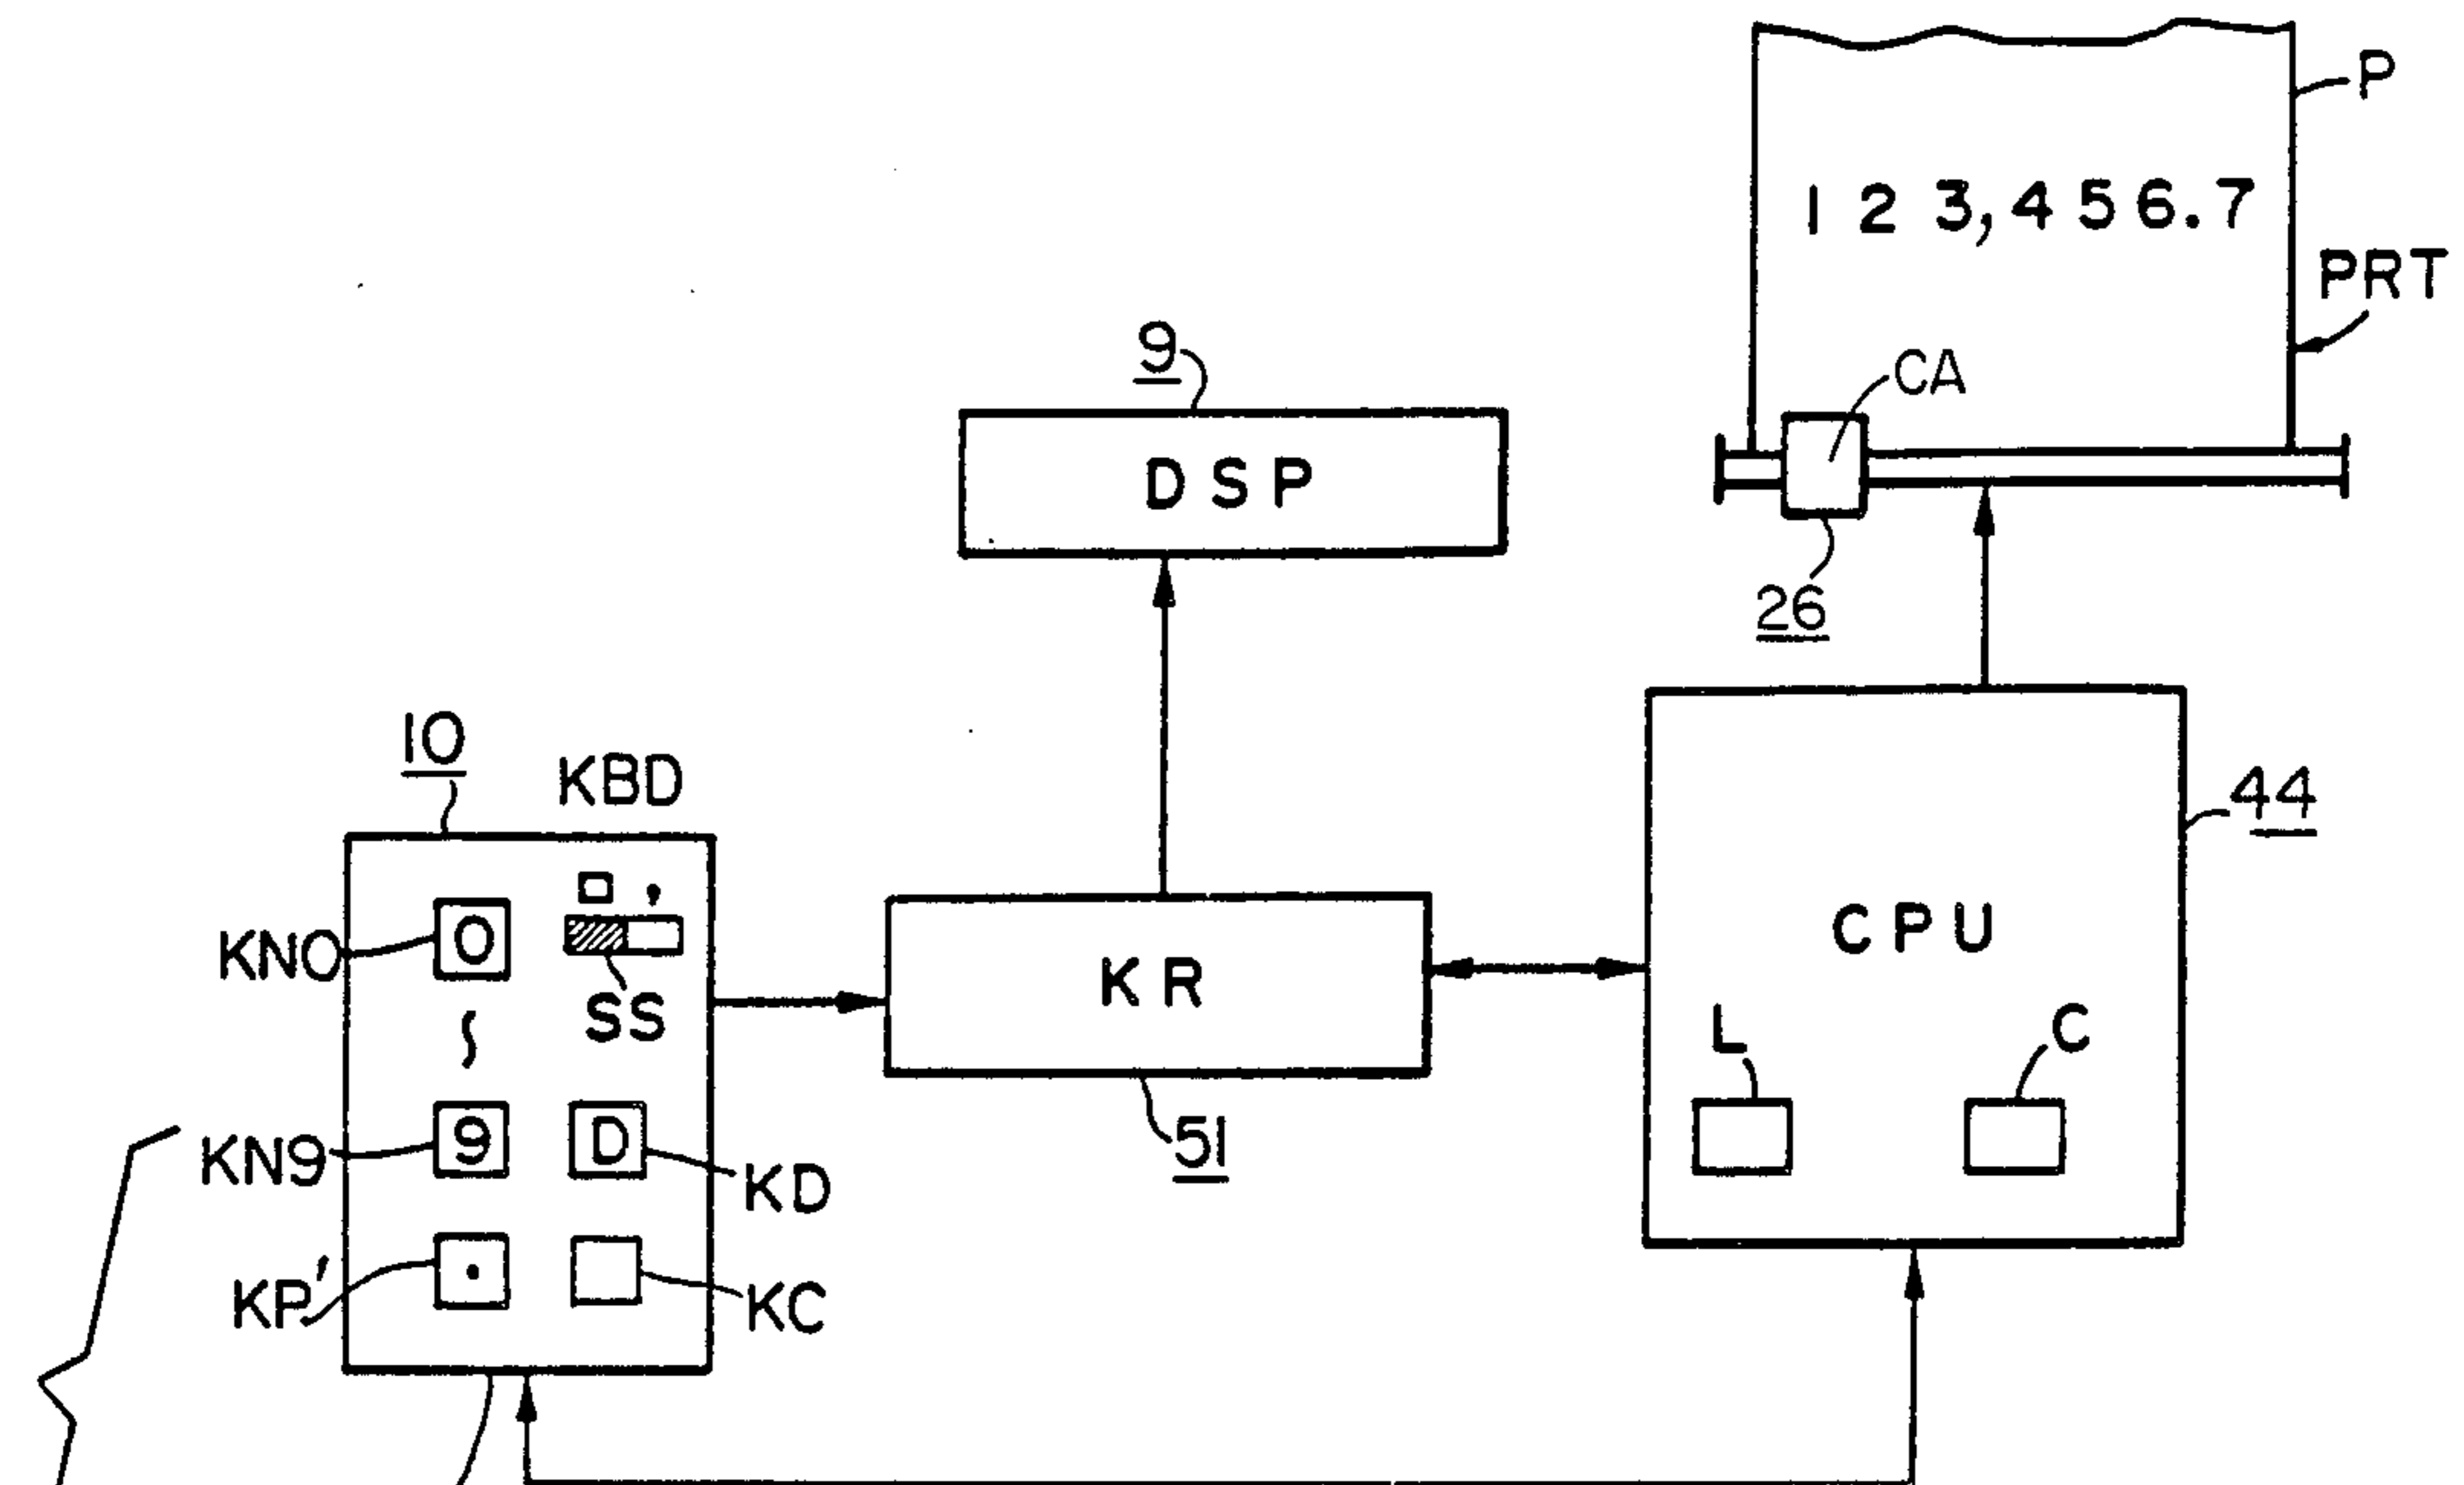 P
1 2 3,4 5 6.7
PRT
9
CA
DSP
26
10
KBD
44
,
KN0
0
SS
KR
CPU
L
C
KN9
9
D
KD
51
KP'
.
KC